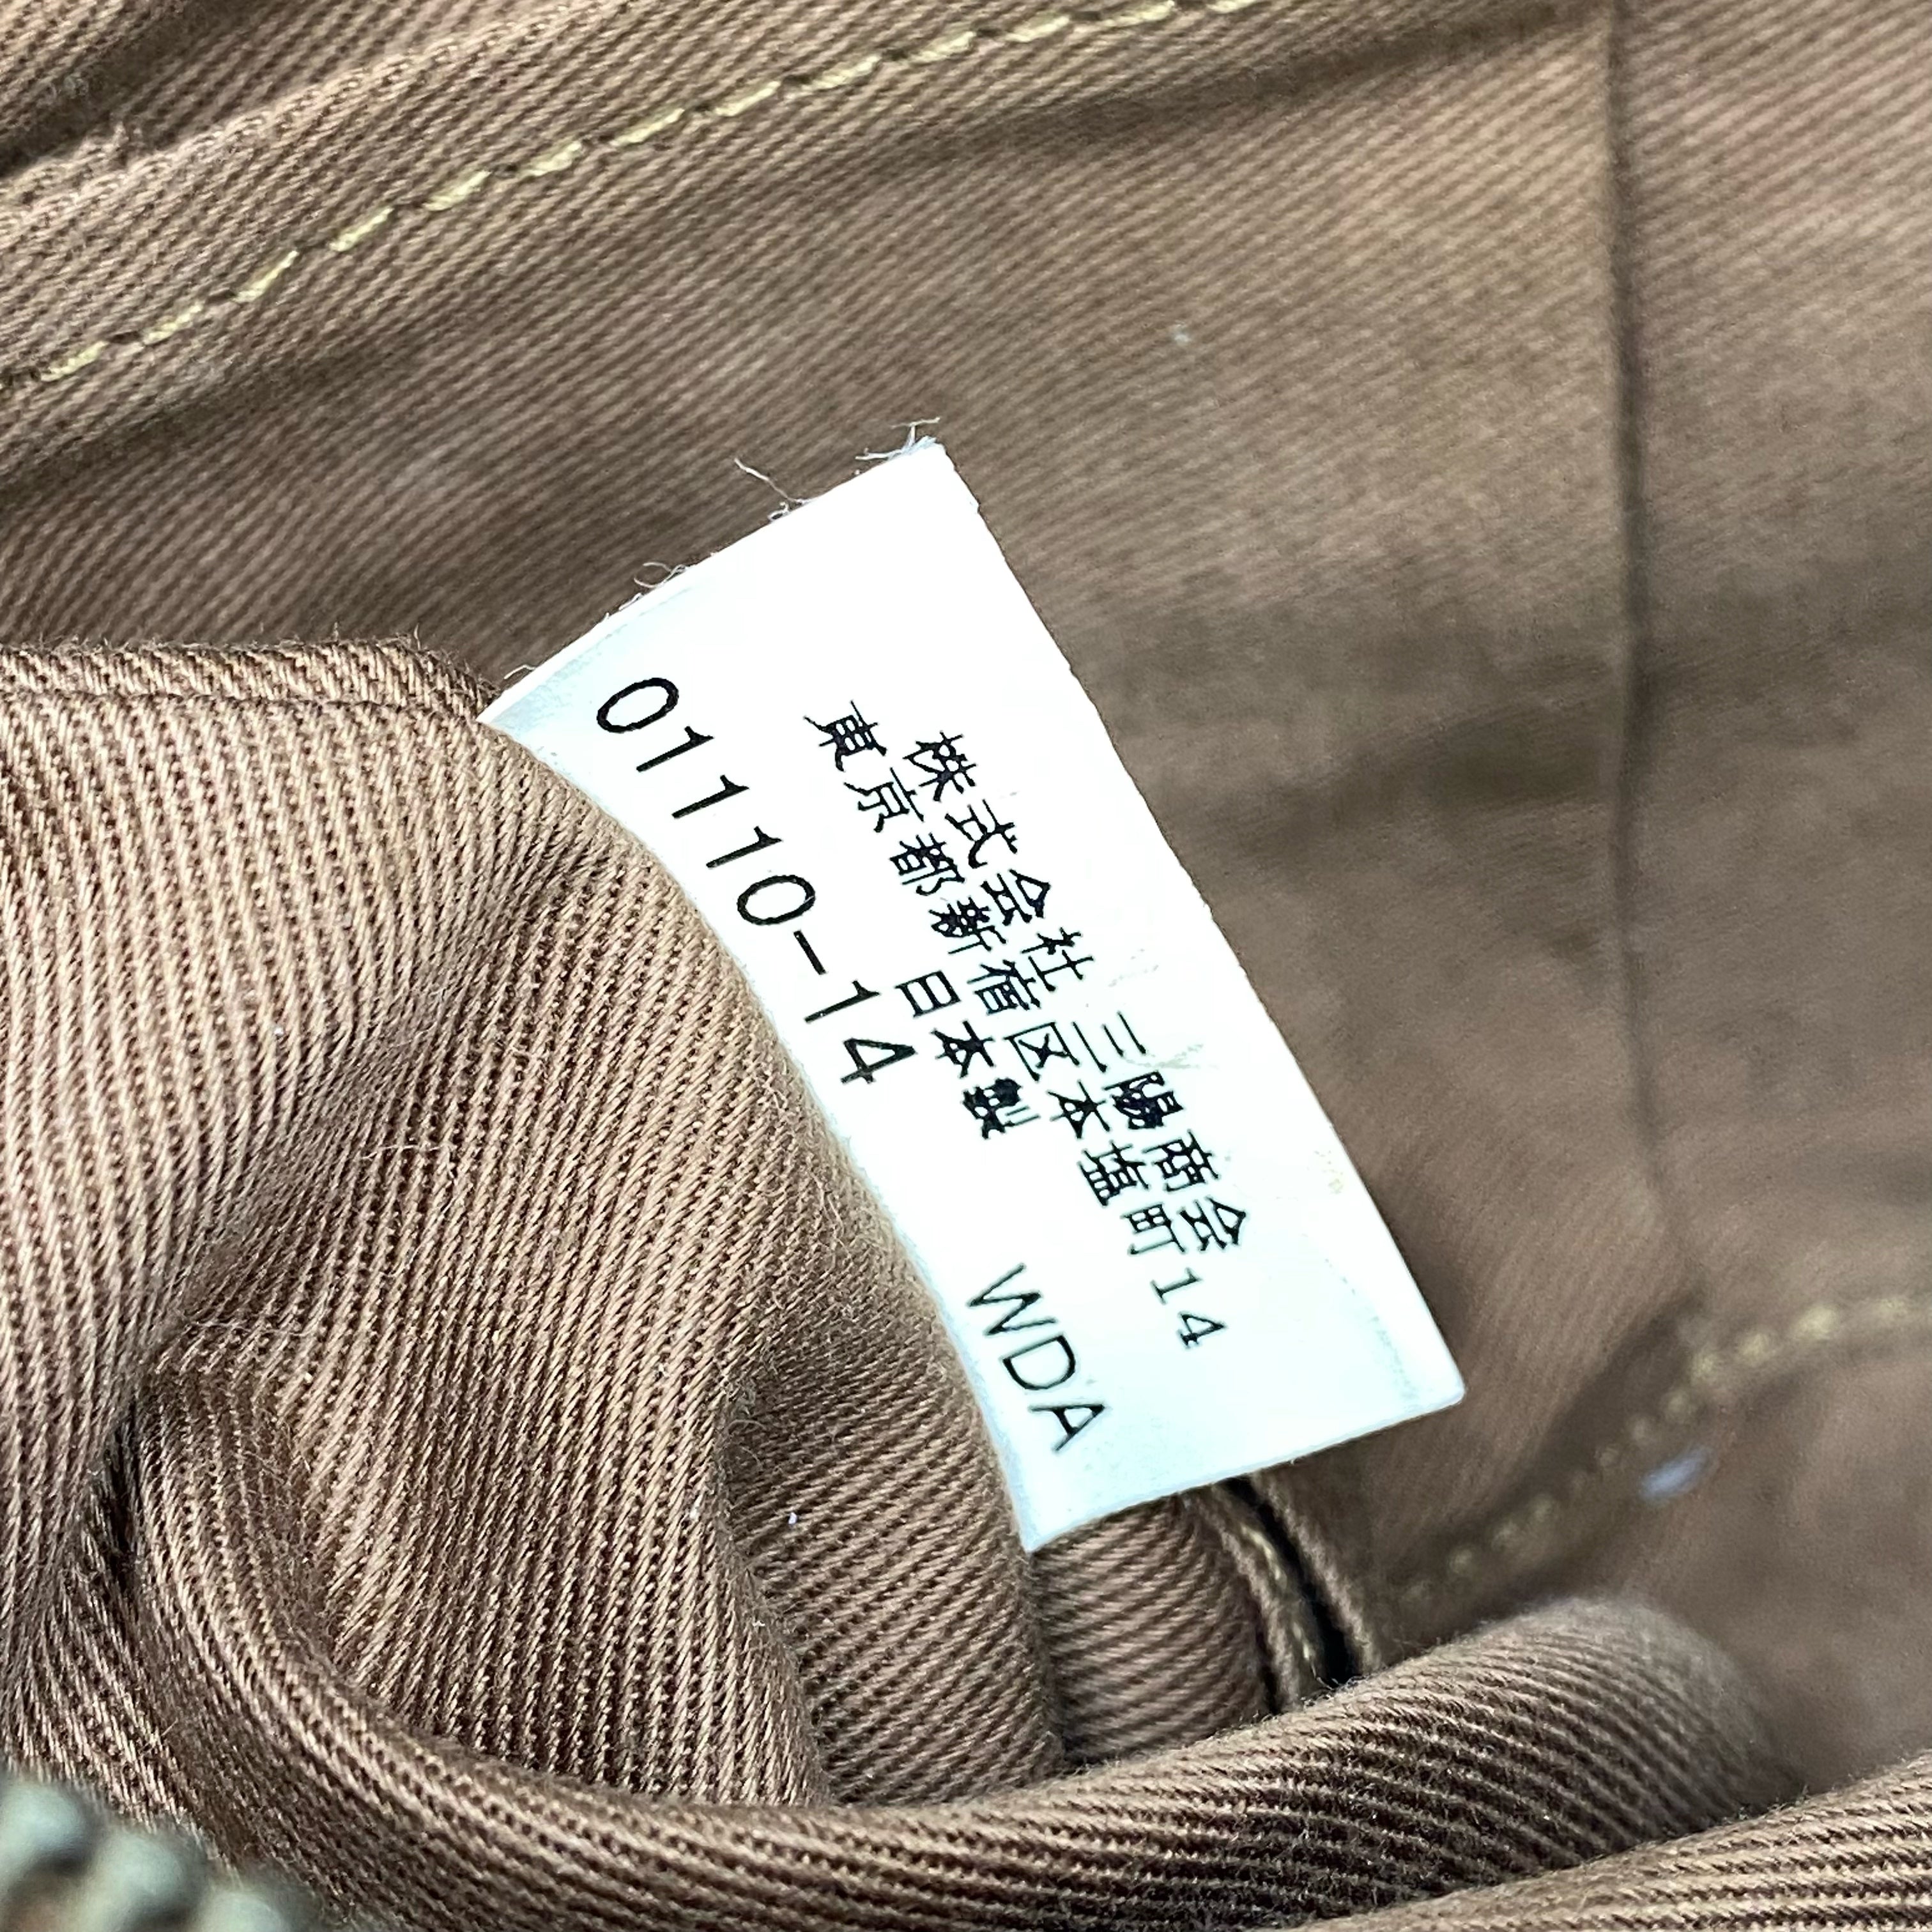 株式会社 三陽商会
東京都新宿区本塩町14
日本製
01110-14 WDA